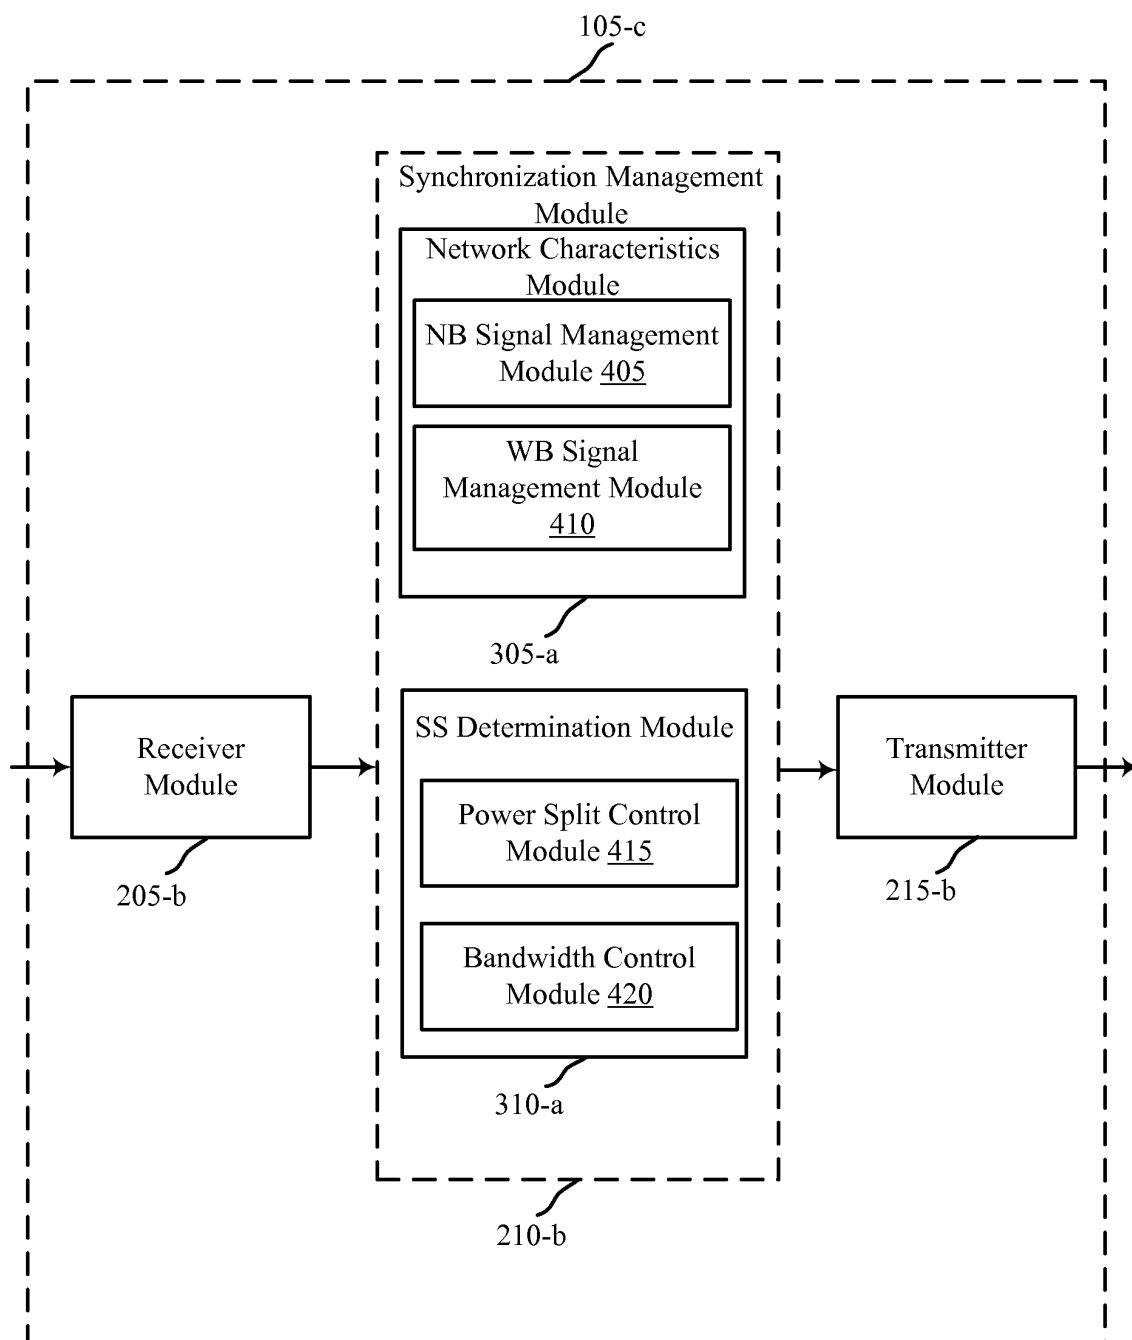 105-c
Synchronization Management
Module
Network Characteristics
Module
NB Signal Management
Module 405
WB Signal
Management Module
410
305-a
SS Determination Module
Receiver
Module
Transmitter
Module
Power Split Control
Module 415
205-b
215-b
Bandwidth Control
Module 420
310-a
210-b